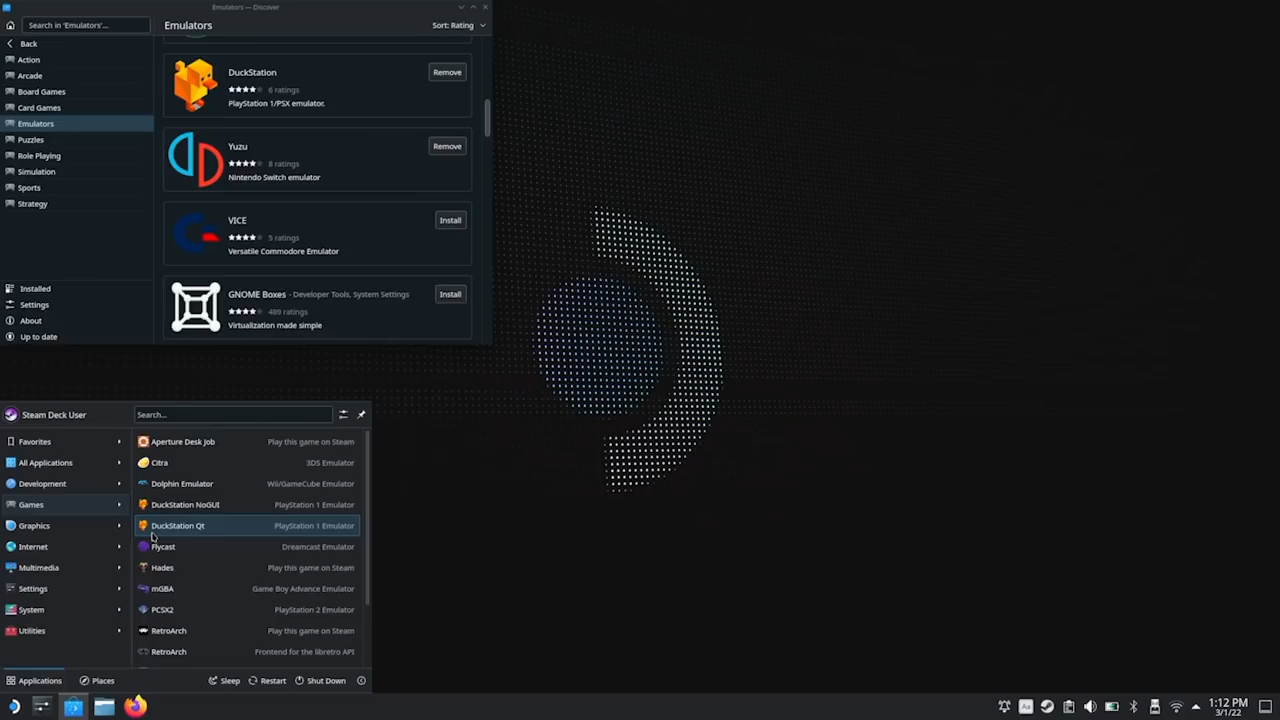 Emulators — Discover
Search in 'Emulators'...
Emulators
Sort: Rating
Back
Action
Arcade
Board Games
Card Games
Emulators
Puzzles
Role Playing
Simulation
Sports
Strategy
Installed
Settings
About
Up to date
DuckStation
Remove
6 ratings
PlayStation 1/PSX emulator.
Yuzu
Remove
8 ratings
Nintendo Switch emulator
VICE
Install
5 ratings
Versatile Commodore Emulator
GNOME Boxes - Developer Tools, System Settings
Install
489 ratings
Virtualization made simple
Steam Deck User
Search...
Favorites
All Applications
Development
Games
Graphics
Internet
Multimedia
Settings
System
Utilities
Aperture Desk Job Play this game on Steam
Citra 3DS Emulator
Dolphin Emulator Wii/GameCube Emulator
DuckStation NoGUI PlayStation 1 Emulator
DuckStation Qt PlayStation 1 Emulator
Flycast Dreamcast Emulator
Hades Play this game on Steam
mGBA Game Boy Advance Emulator
PCSX2 PlayStation 2 Emulator
RetroArch Play this game on Steam
RetroArch Frontend for the libretro API
Applications Places Sleep Restart Shut Down
Aa
1:12 PM
3/1/22